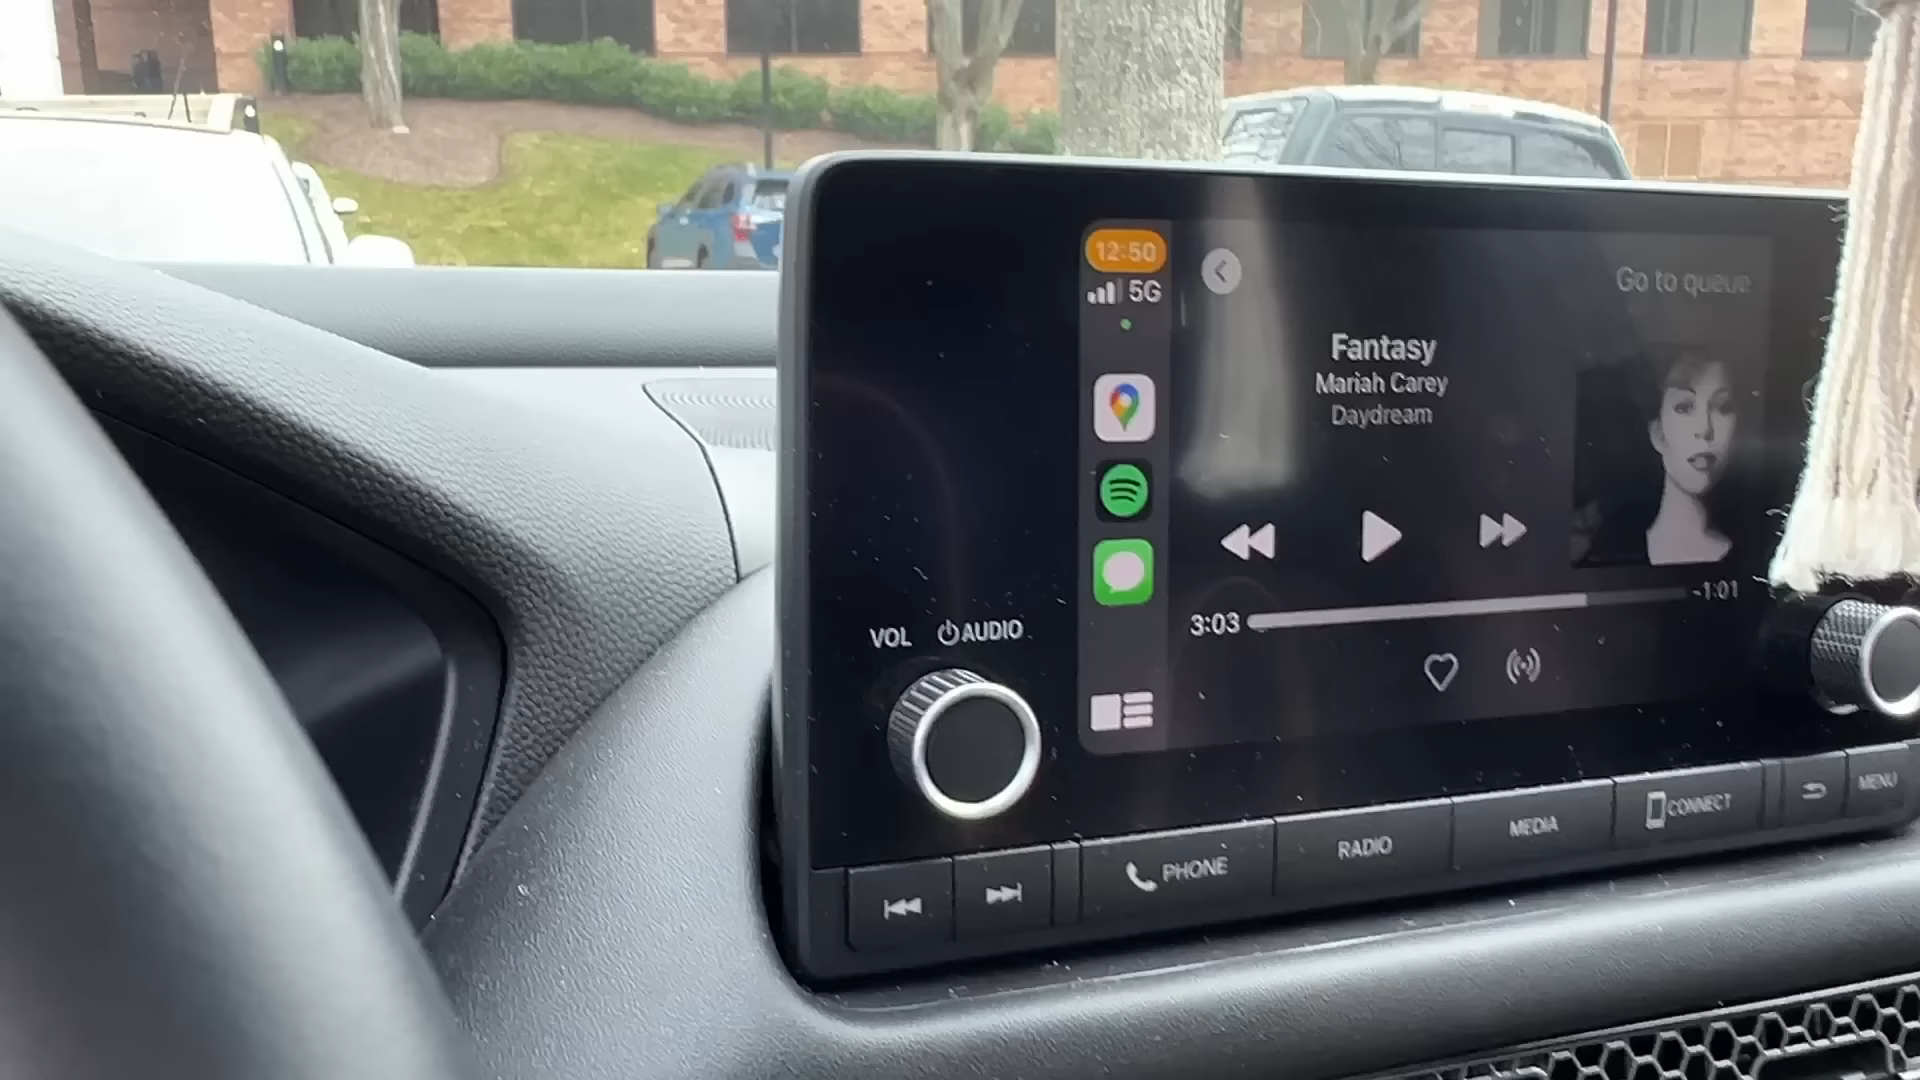 12:50
5G
Go to queue
Fantasy
Mariah Carey
Daydream
3:03
-1:01
VOL AUDIO
PHONE
RADIO
MEDIA
CONNECT
MENU